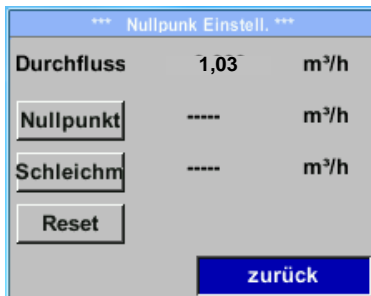 *** Nullpunk Einstell. ***
Durchfluss 1,03 m³/h
Nullpunkt ----- m³/h
Schleichm ----- m³/h
Reset
zurück